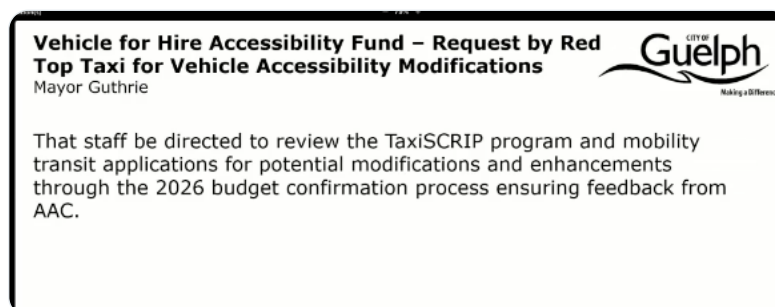 Vehicle for Hire Accessibility Fund – Request by Red
Top Taxi for Vehicle Accessibility Modifications
Mayor Guthrie
CITY OF
Guelph
Making a Difference
That staff be directed to review the TaxiSCRIP program and mobility
transit applications for potential modifications and enhancements
through the 2026 budget confirmation process ensuring feedback from
AAC.